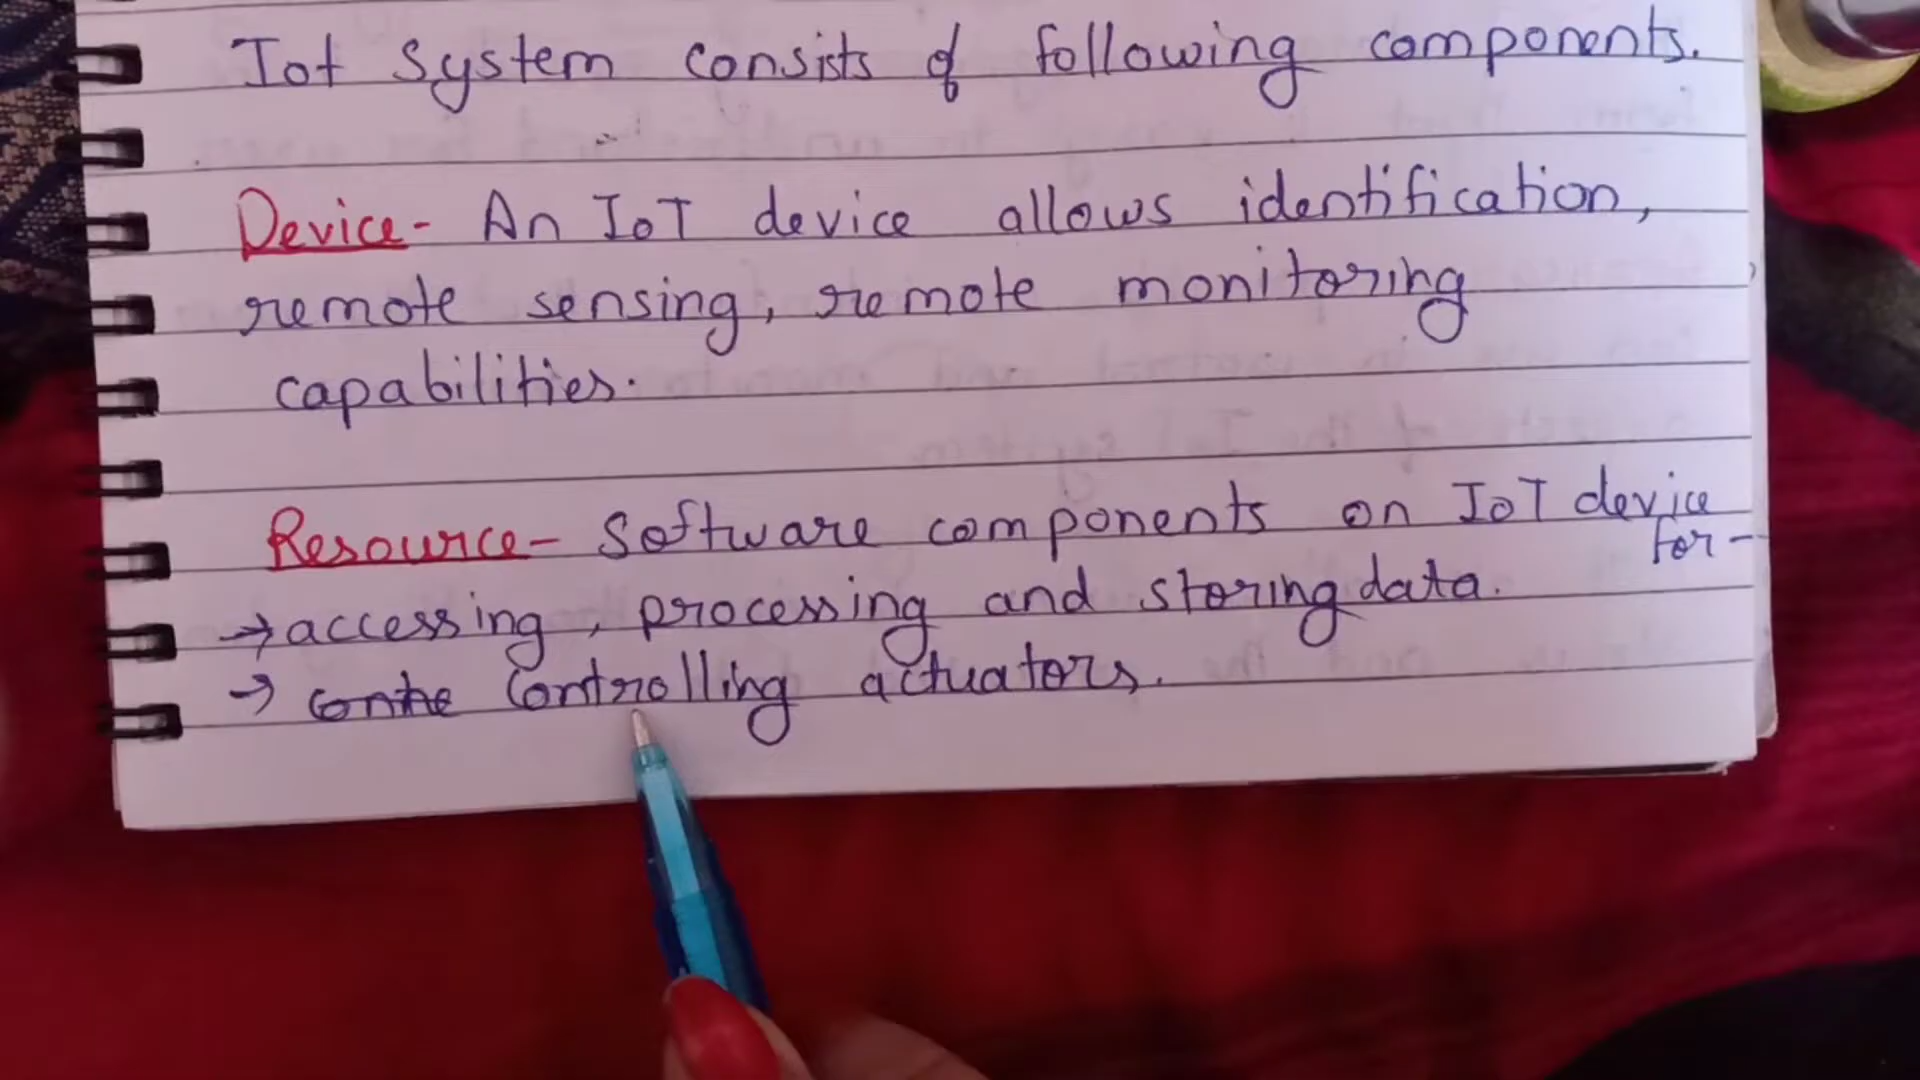 Iot System consists of following components.
Device- An IoT device allows identification,
remote sensing, remote monitoring
capabilities.
Resource- Software components on IoT device
for-
→accessing, processing and storing data.
→ conthe Controlling actuators.